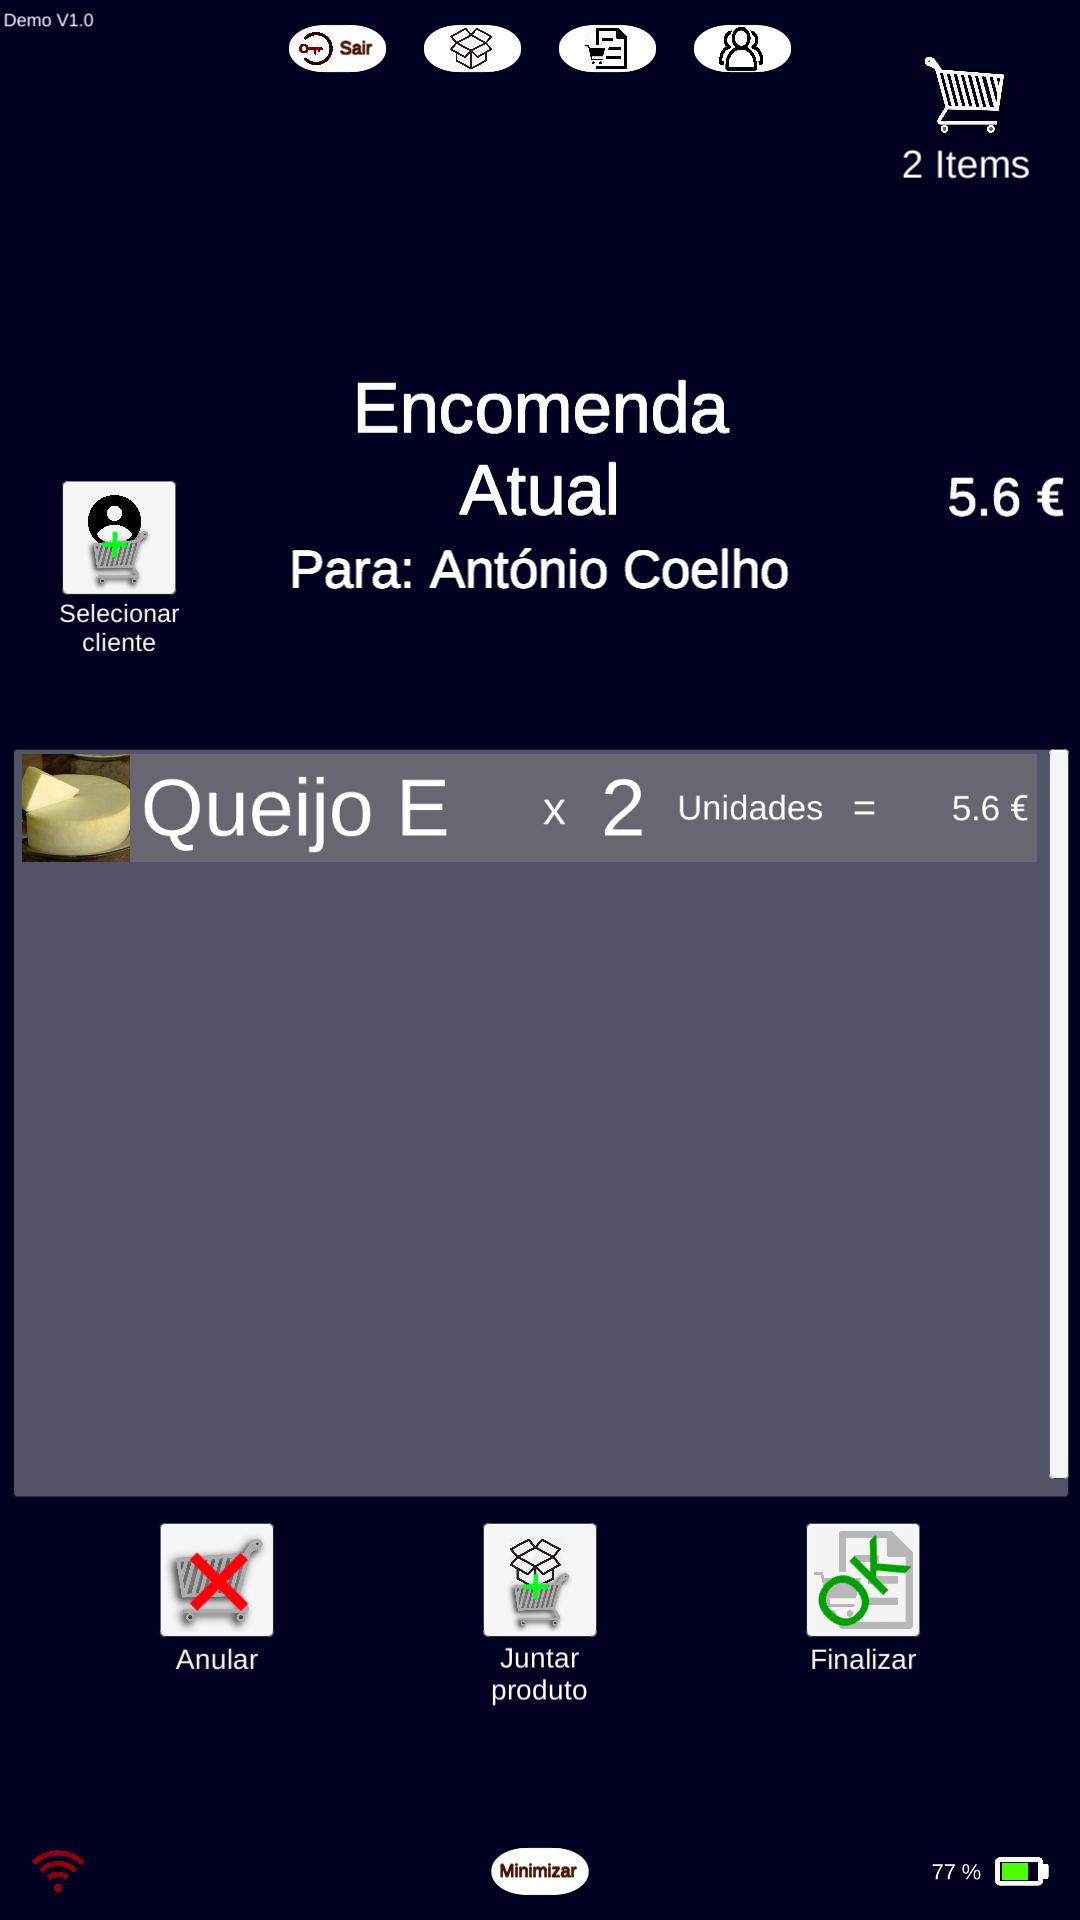 Demo V1.0
Sair
2 Items
Encomenda
Atual
5.6 €
Para: António Coelho
Selecionar
cliente
Queijo E x 2 Unidades = 5.6 €
OK
Anular
Juntar
produto
Finalizar
Minimizar
77 %